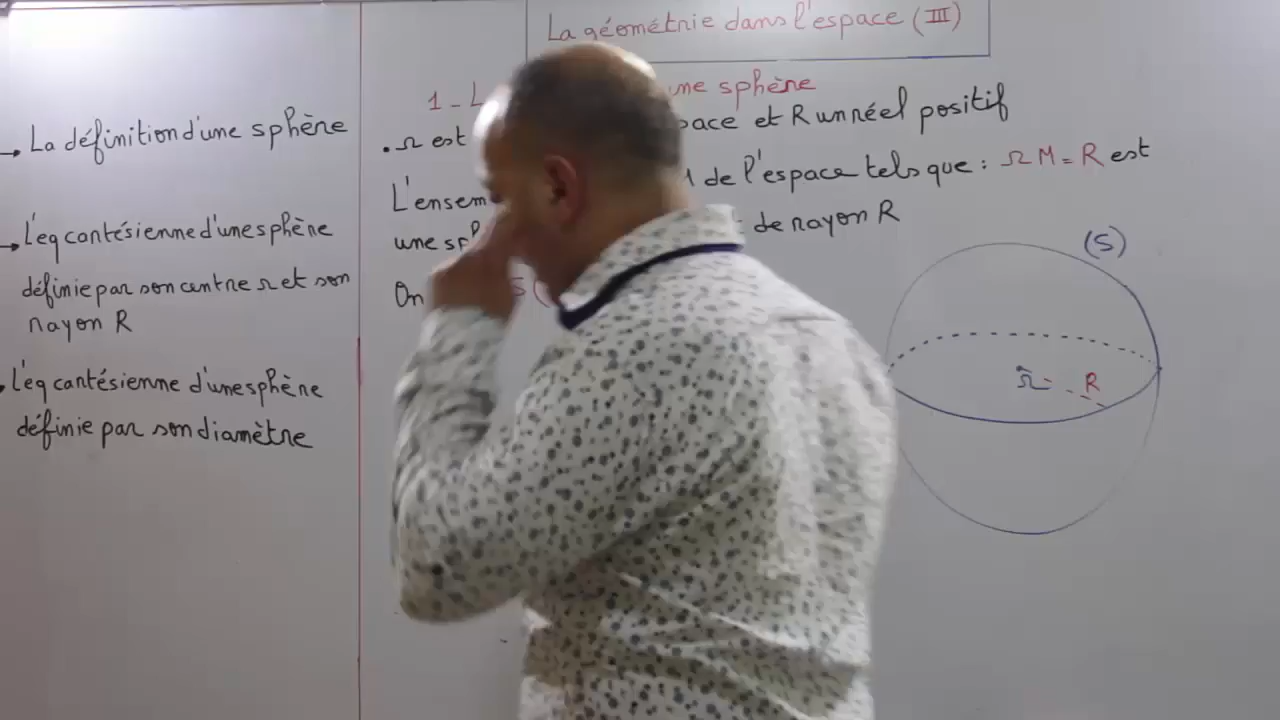 La géométrie dans l'espace (III)
→ La définition d'une sphère
→ L'eq cartésienne d'une sphère
définie par son centre Ω et son
rayon R
L'eq cartésienne d'une sphère
définie par son diamètre
1 - L une sphère
. Ω est pace et R un réel positif
L'ensem M de l'espace tels que : ΩM = R est
une sph de rayon R
On S(
(S)
Ω R